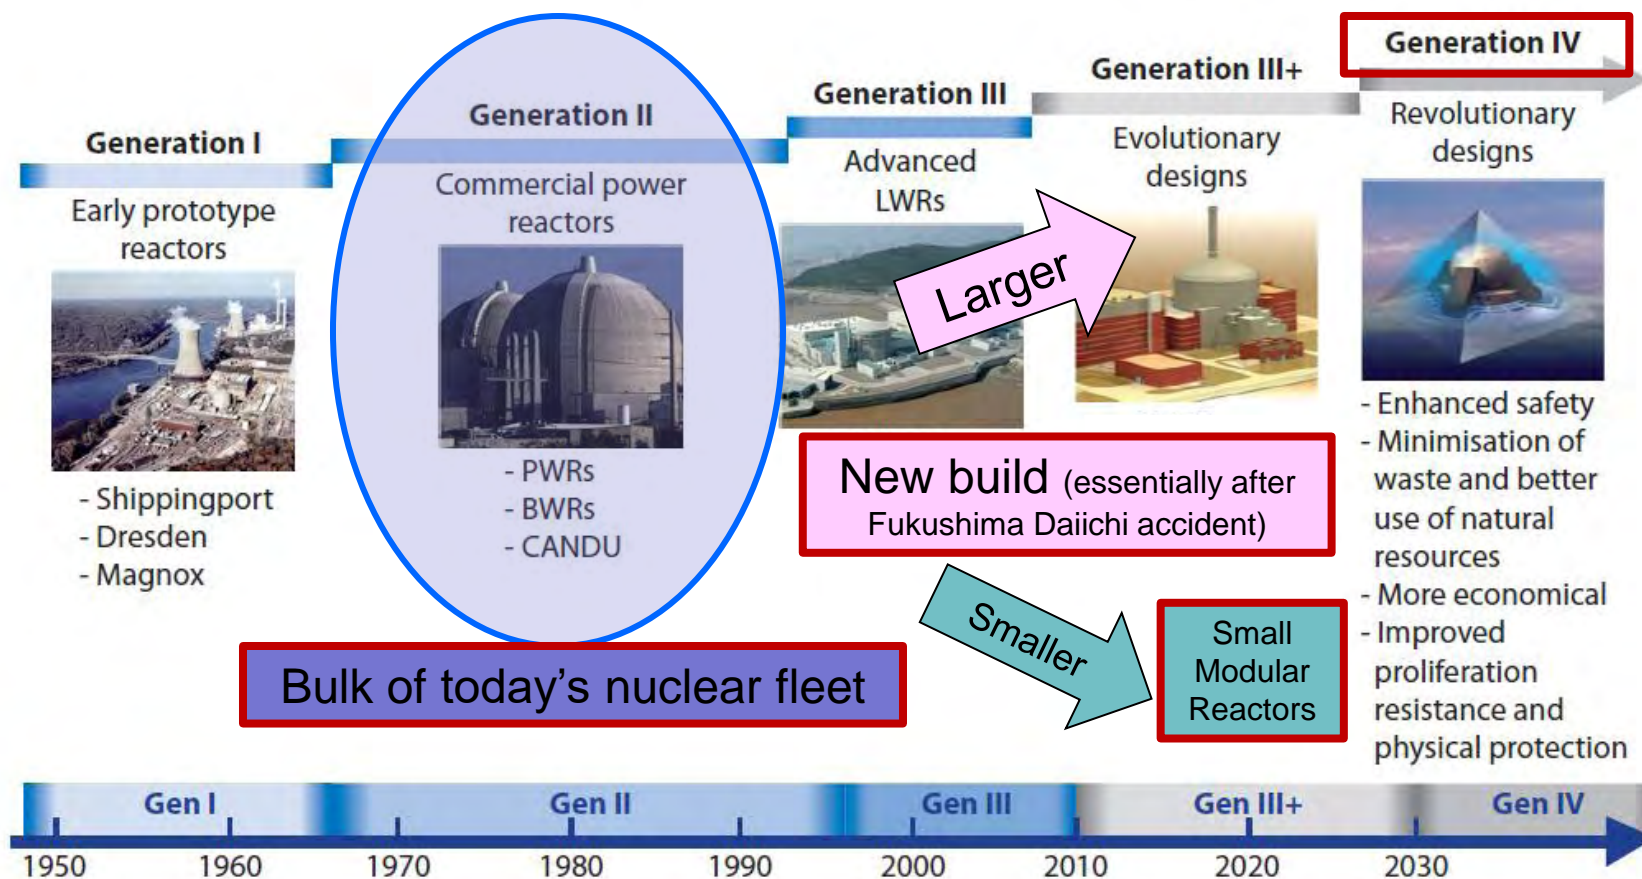 Generation I
Early prototype
reactors
- Shippingport
- Dresden
- Magnox
Generation II
Commercial power
reactors
- PWRs
- BWRs
- CANDU
Bulk of today’s nuclear fleet
Generation III
Advanced
LWRs
Larger
Generation III+
Evolutionary
designs
New build (essentially after
Fukushima Daiichi accident)
Smaller
Small
Modular
Reactors
Generation IV
Revolutionary
designs
- Enhanced safety
- Minimisation of
waste and better
use of natural
resources
- More economical
- Improved
proliferation
resistance and
physical protection
Gen I
Gen II
Gen III
Gen III+
Gen IV
1950
1960
1970
1980
1990
2000
2010
2020
2030